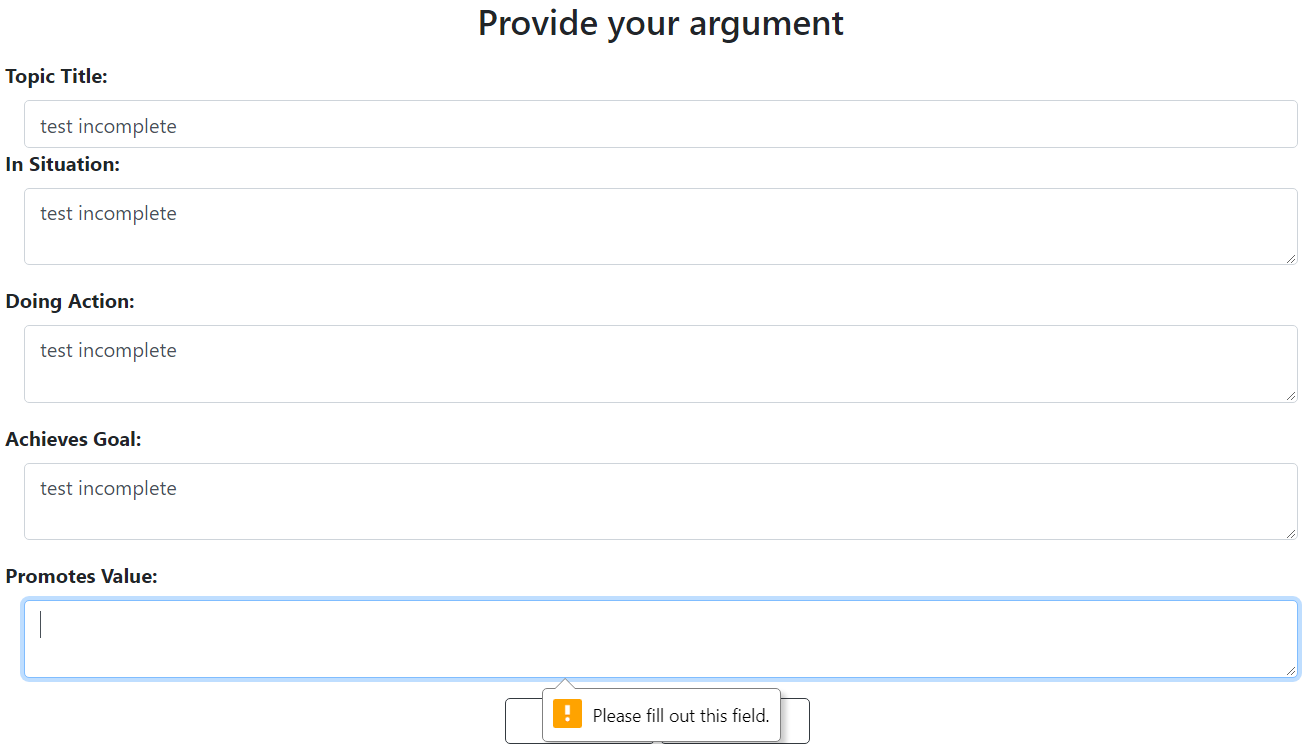 Provide your argument
Topic Title:
test incomplete
In Situation:
test incomplete
Doing Action:
test incomplete
Achieves Goal:
test incomplete
Promotes Value:
Please fill out this field.